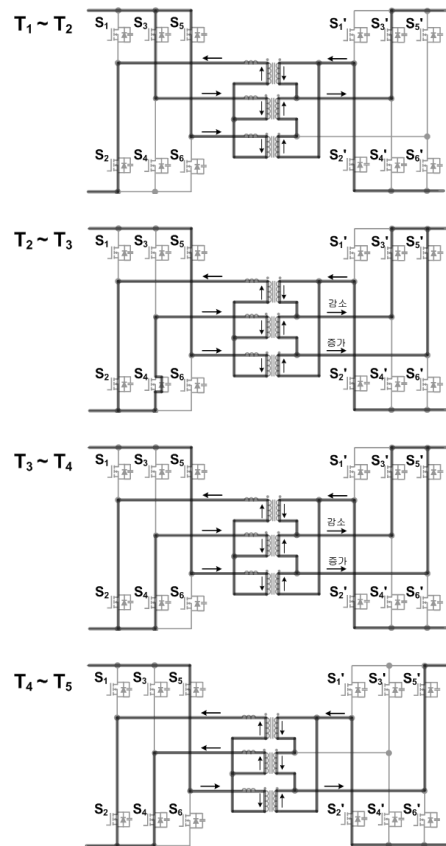 T1 ~ T2
S1 S3 S5 S1' S3' S5'
S2 S4 S6 S2' S4' S6'
T2 ~ T3
S1 S3 S5 S1' S3' S5'
감소
증가
S2 S4 S6 S2' S4' S6'
T3 ~ T4
S1 S3 S5 S1' S3' S5'
감소
증가
S2 S4 S6 S2' S4' S6'
T4 ~ T5
S1 S3 S5 S1' S3' S5'
S2 S4 S6 S2' S4' S6'